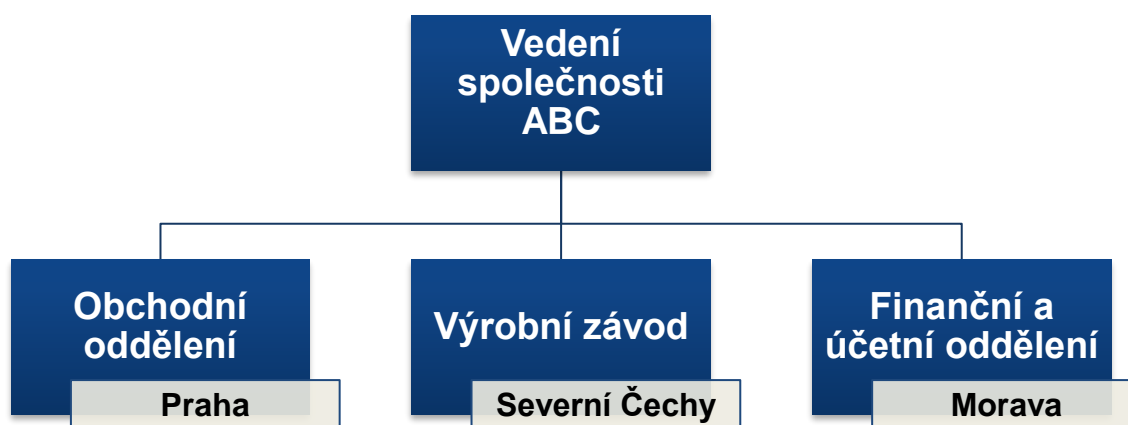 Vedení
společnosti
ABC
Obchodní
oddělení
Výrobní závod
Finanční a
účetní oddělení
Praha
Severní Čechy
Morava